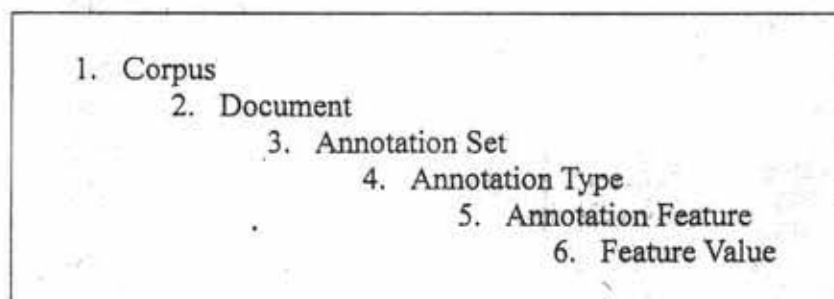 1. Corpus
2. Document
3. Annotation Set
4. Annotation Type
5. Annotation Feature
6. Feature Value